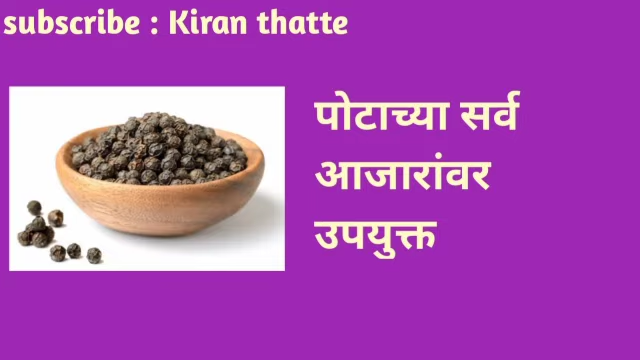 subscribe : Kiran thatte
पोटाच्या सर्व
आजारांवर
उपयुक्त